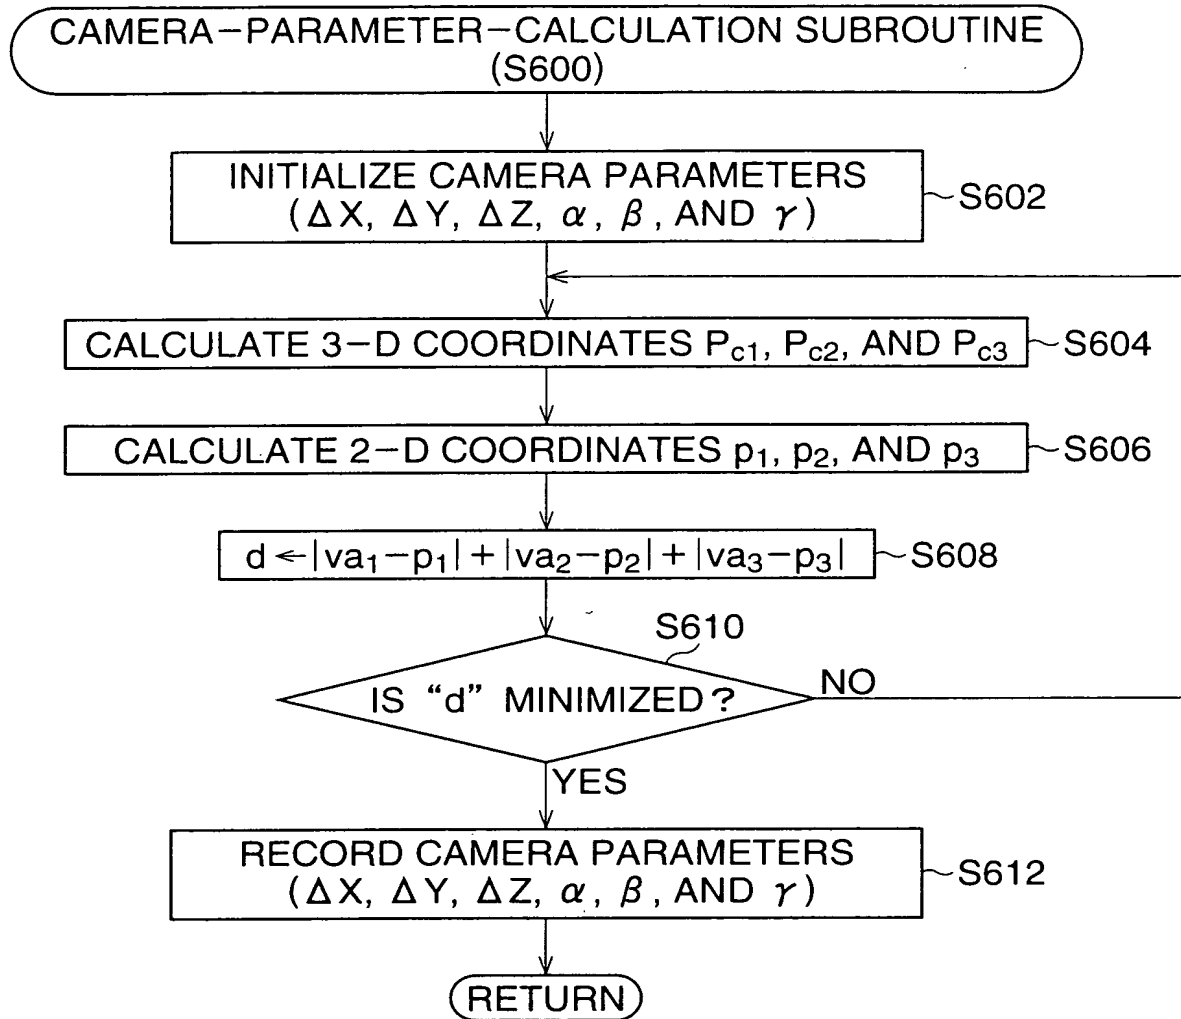 CAMERA-PARAMETER-CALCULATION SUBROUTINE
(S600)
INITIALIZE CAMERA PARAMETERS
(ΔX, ΔY, ΔZ, α, β, AND γ)
S602
CALCULATE 3-D COORDINATES Pc1, Pc2, AND Pc3
S604
CALCULATE 2-D COORDINATES p1, p2, AND p3
S606
d ← |va1-p1| + |va2-p2| + |va3-p3|
S608
S610
IS “d” MINIMIZED?
NO
YES
RECORD CAMERA PARAMETERS
(ΔX, ΔY, ΔZ, α, β, AND γ)
S612
RETURN